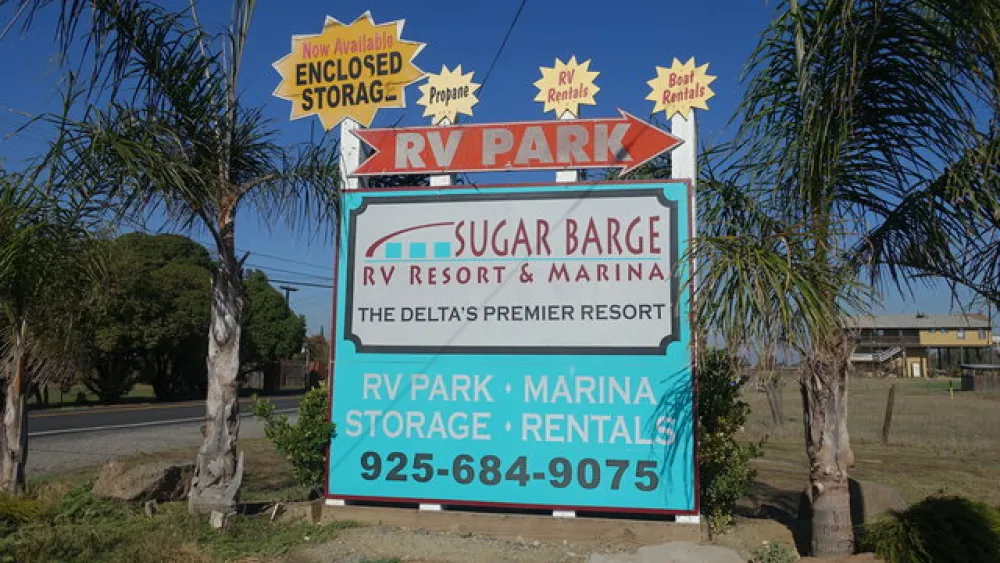 Now Available
ENCLOSED
STORAGE
Propane
RV
Rentals
Boat
Rentals
RV PARK
SUGAR BARGE
RV RESORT & MARINA
THE DELTA'S PREMIER RESORT
RV PARK · MARINA
STORAGE · RENTALS
925-684-9075